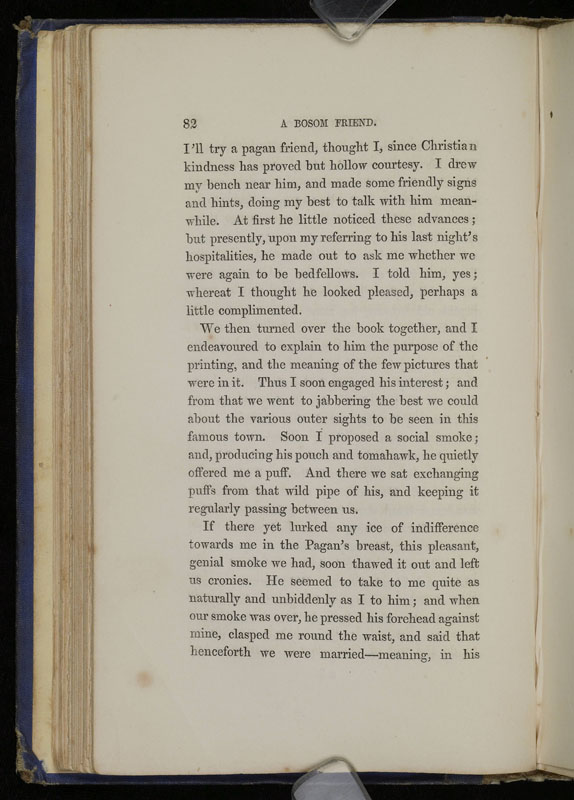 82 A BOSOM FRIEND.
I'll try a pagan friend, thought I, since Christian
kindness has proved but hollow courtesy. I drew
my bench near him, and made some friendly signs
and hints, doing my best to talk with him mean-
while. At first he little noticed these advances;
but presently, upon my referring to his last night's
hospitalities, he made out to ask me whether we
were again to be bedfellows. I told him, yes;
whereat I thought he looked pleased, perhaps a
little complimented.
We then turned over the book together, and I
endeavoured to explain to him the purpose of the
printing, and the meaning of the few pictures that
were in it. Thus I soon engaged his interest; and
from that we went to jabbering the best we could
about the various outer sights to be seen in this
famous town. Soon I proposed a social smoke;
and, producing his pouch and tomahawk, he quietly
offered me a puff. And there we sat exchanging
puffs from that wild pipe of his, and keeping it
regularly passing between us.
If there yet lurked any ice of indifference
towards me in the Pagan's breast, this pleasant,
genial smoke we had, soon thawed it out and left
us cronies. He seemed to take to me quite as
naturally and unbiddenly as I to him; and when
our smoke was over, he pressed his forehead against
mine, clasped me round the waist, and said that
henceforth we were married—meaning, in his